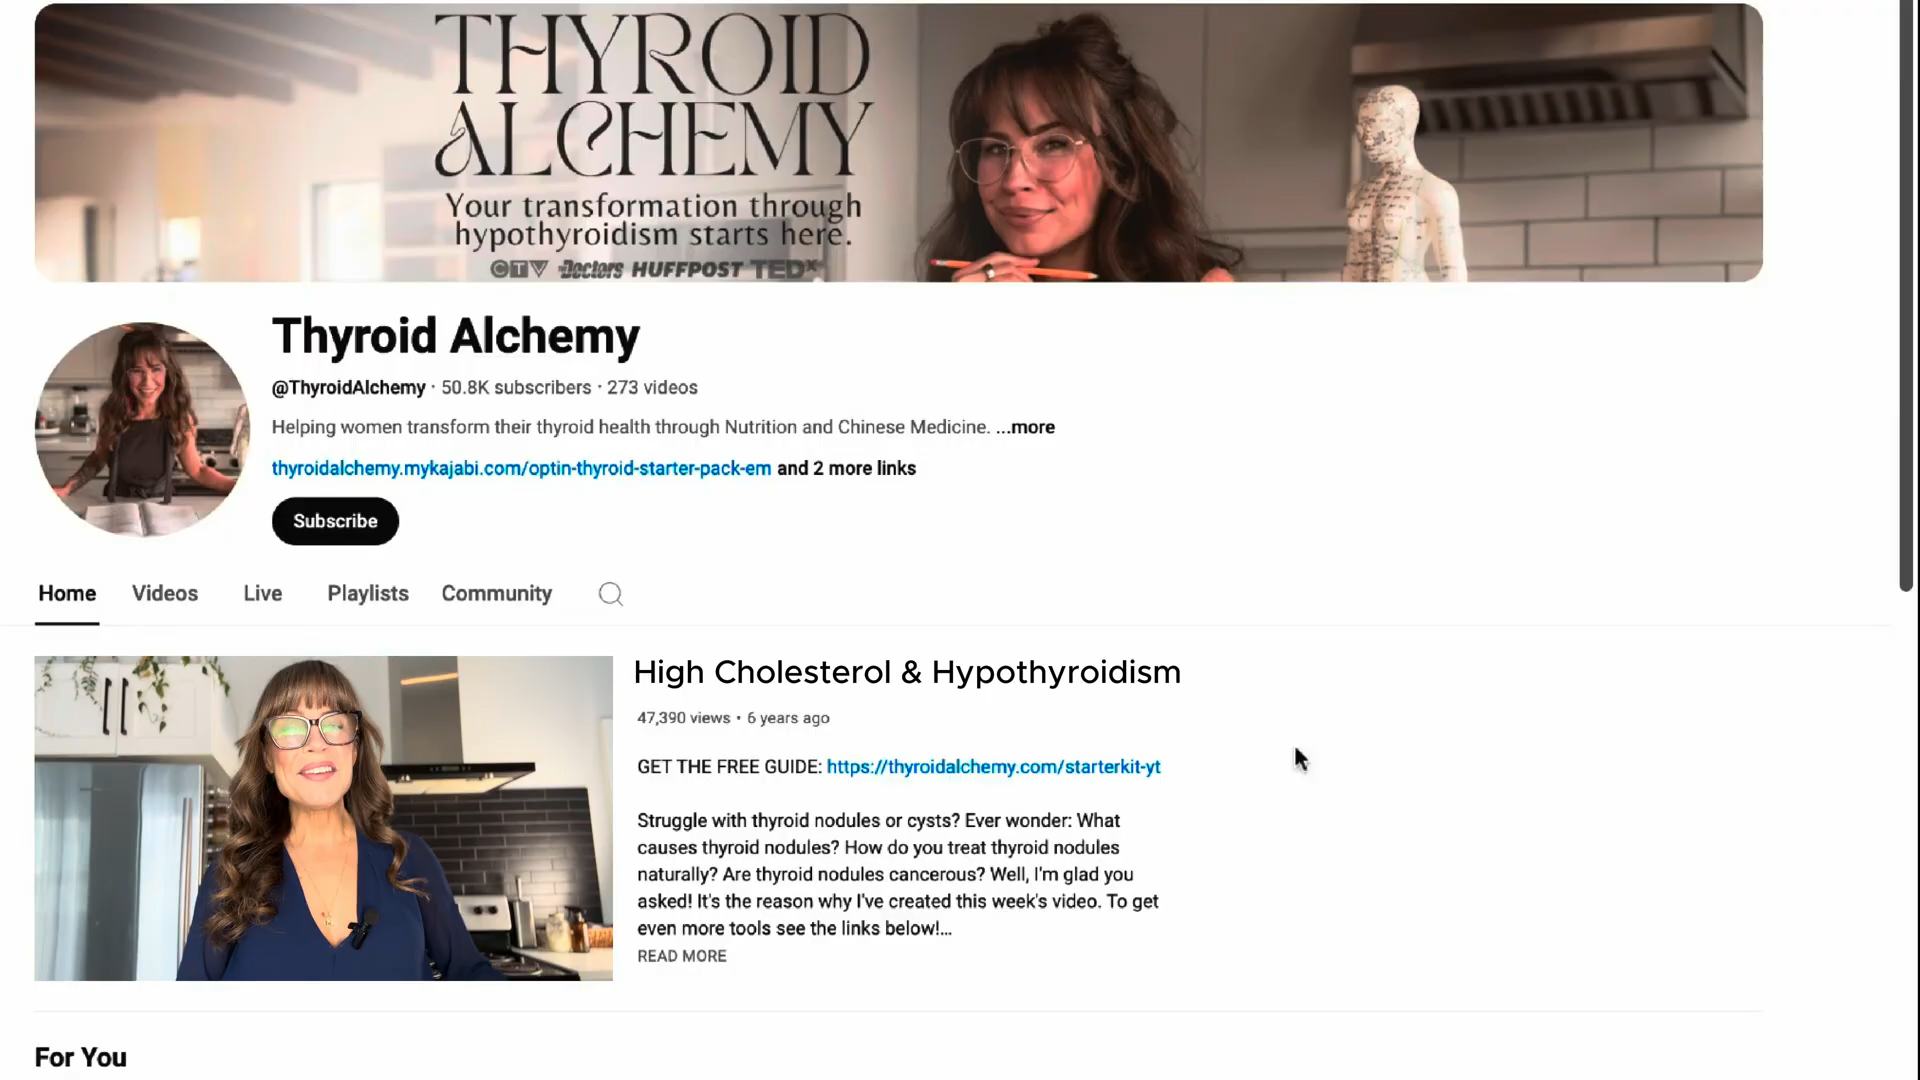 THYROID
ALCHEMY
Your transformation through
hypothyroidism starts here.
CTV The Doctors HUFFPOST TEDx
Thyroid Alchemy
@ThyroidAlchemy · 50.8K subscribers · 273 videos
Helping women transform their thyroid health through Nutrition and Chinese Medicine. ...more
thyroidalchemy.mykajabi.com/optin-thyroid-starter-pack-em and 2 more links
Subscribe
Home Videos Live Playlists Community
High Cholesterol & Hypothyroidism
47,390 views • 6 years ago
GET THE FREE GUIDE: https://thyroidalchemy.com/starterkit-yt
Struggle with thyroid nodules or cysts? Ever wonder: What
causes thyroid nodules? How do you treat thyroid nodules
naturally? Are thyroid nodules cancerous? Well, I'm glad you
asked! It's the reason why I've created this week's video. To get
even more tools see the links below!...
READ MORE
For You